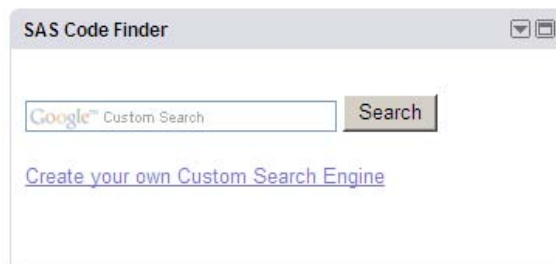 SAS Code Finder
Google™ Custom Search
Search
Create your own Custom Search Engine